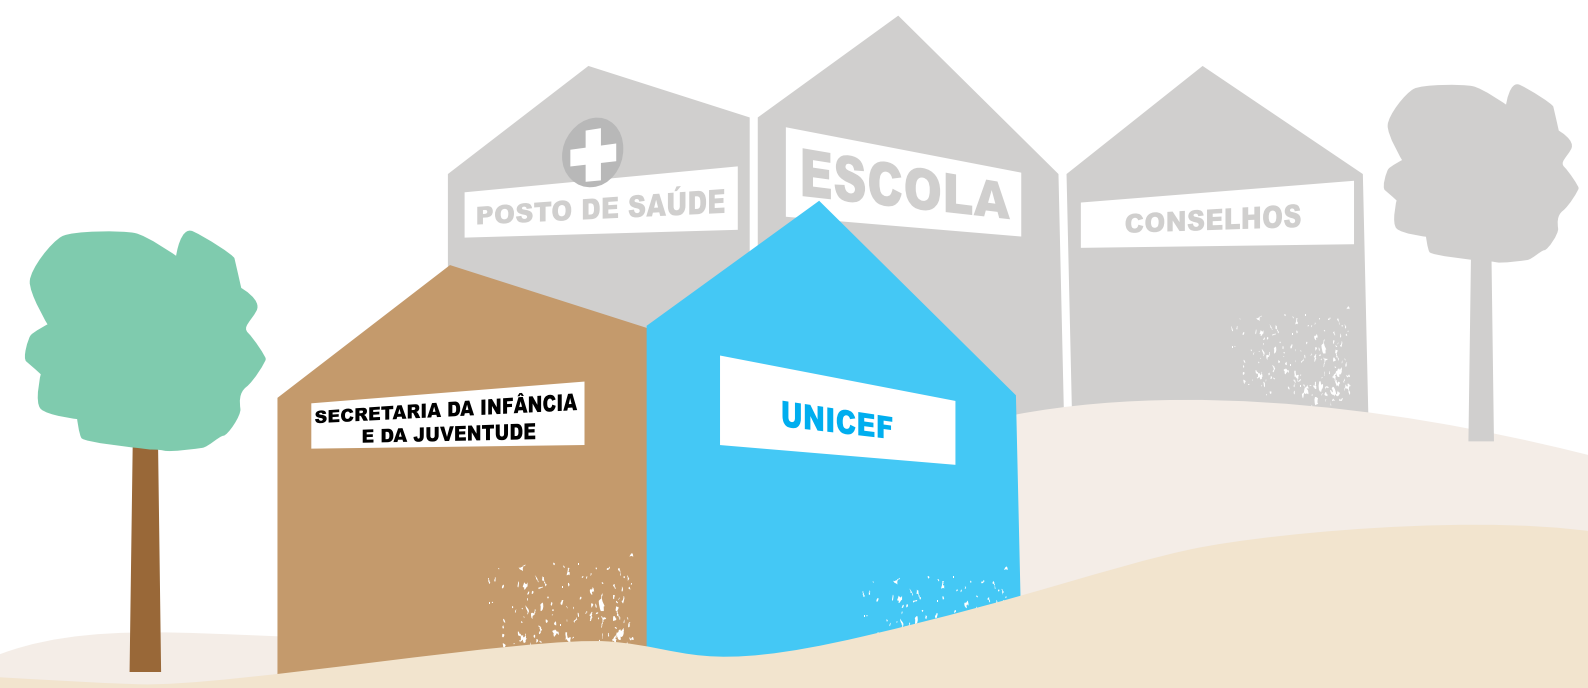 POSTO DE SAÚDE
ESCOLA
CONSELHOS
SECRETARIA DA INFÂNCIA
E DA JUVENTUDE
UNICEF